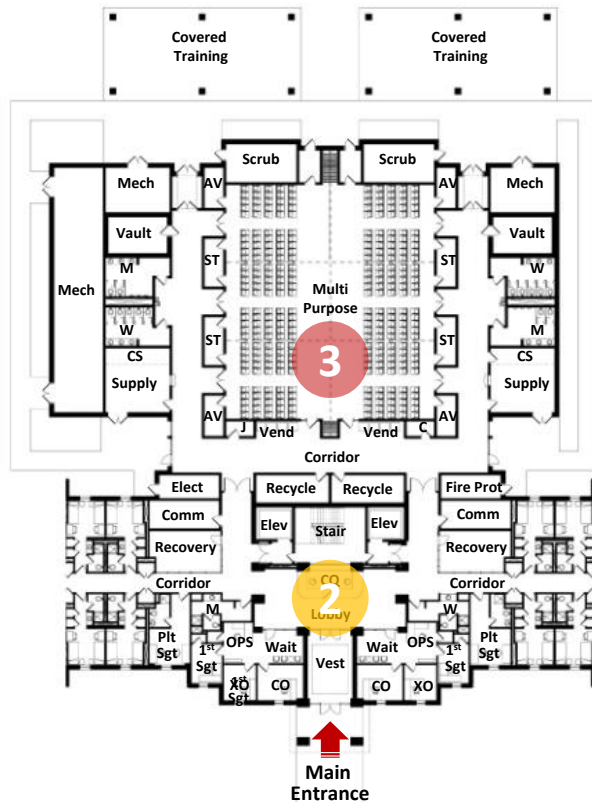 Covered
Training
Covered
Training
Scrub
Scrub
Mech
AV
AV
Mech
Vault
Vault
ST
ST
M
W
Mech
Multi
Purpose
W
ST
ST
M
3
CS
CS
Supply
Supply
AV
AV
J
Vend
Vend
C
Corridor
Elect
Recycle
Recycle
Fire Prot
Comm
Elev
Stair
Elev
Comm
Recovery
Recovery
Corridor
CQ
Corridor
2
M
Lobby
W
Plt
Sgt
1st
Sgt
OPS
Wait
Vest
Wait
OPS
1st
Sgt
Plt
Sgt
XO
1st
Sgt
CO
CO
XO
Main
Entrance